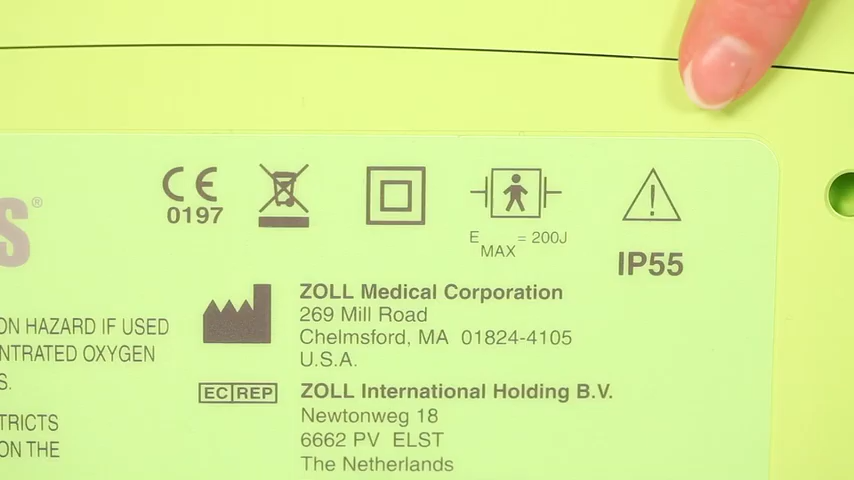 S®
CE
0197
E MAX = 200J
IP55
ON HAZARD IF USED
NTRATED OXYGEN
S.
TRICTS
ON THE
ZOLL Medical Corporation
269 Mill Road
Chelmsford, MA 01824-4105
U.S.A.
EC REP
ZOLL International Holding B.V.
Newtonweg 18
6662 PV ELST
The Netherlands